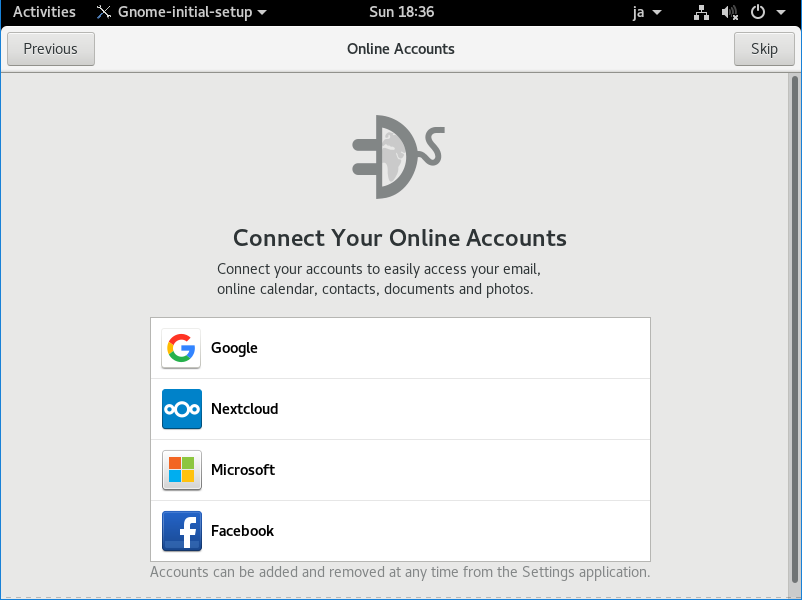 Activities Gnome-initial-setup Sun 18:36 ja
Previous Online Accounts Skip
Connect Your Online Accounts
Connect your accounts to easily access your email,
online calendar, contacts, documents and photos.
Google
Nextcloud
Microsoft
Facebook
Accounts can be added and removed at any time from the Settings application.